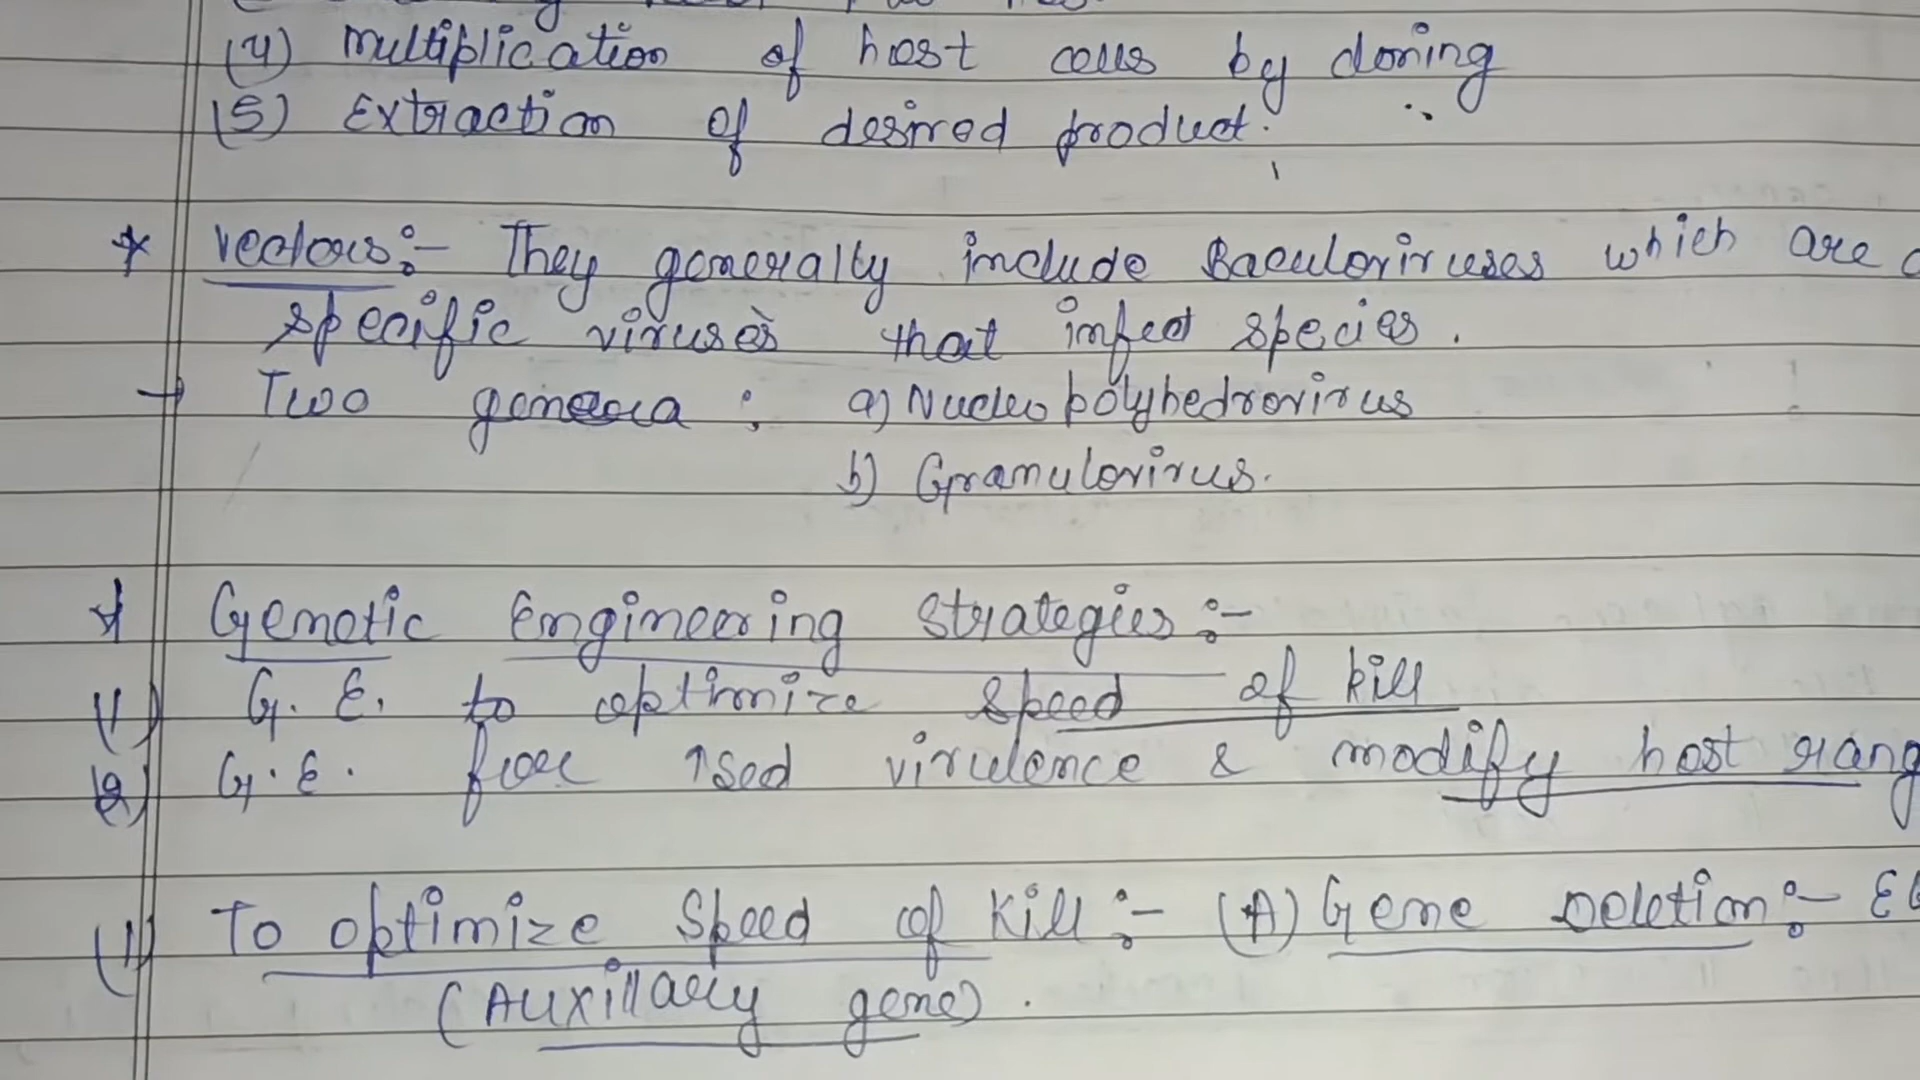 (4) Multiplication of host cells by cloning
(5) Extraction of desired product.
* Vectors:- They generally include Baculoviruses which are
specific viruses that infect species.
→ Two genera : a) Nucleopolyhedrovirus
b) Granulovirus.
* Genetic Engineering Strategies:-
(1) G. E. to optimize speed of kill
(2) G. E. for ↑sed virulence & modify host rang
(1) To optimize Speed of Kill:- (A) Gene Deletion:- EG
(Auxillary gene).